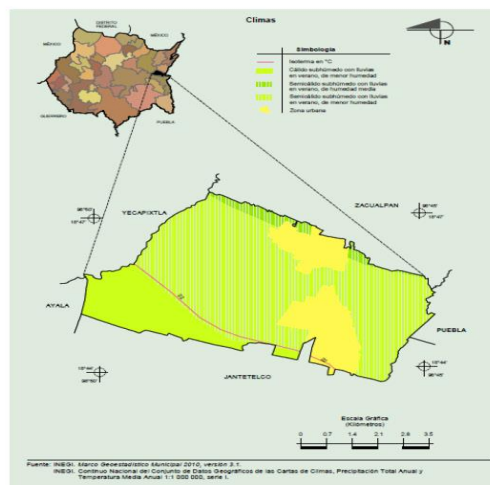 Climas
DISTRITO
FEDERAL
MÉXICO
MÉXICO
GUERRERO
PUEBLA
N
Simbología
Isoterma en °C
Cálido subhúmedo con lluvias
en verano, de menor humedad
Semicálido subhúmedo con lluvias
en verano, de humedad media
Semicálido subhúmedo con lluvias
en verano, de menor humedad
Zona urbana
YECAPIXTLA
ZACUALPAN
AYALA
PUEBLA
JANTETELCO
Escala Gráfica
(Kilómetros)
0 0.7 1.4 2.1 2.8 3.5
Fuente: INEGI. Marco Geoestadístico Municipal 2010, versión 3.1.
INEGI. Continuo Nacional del Conjunto de Datos Geográficos de las Cartas de Climas, Precipitación Total Anual y
Temperatura Media Anual 1:1 000 000, serie I.